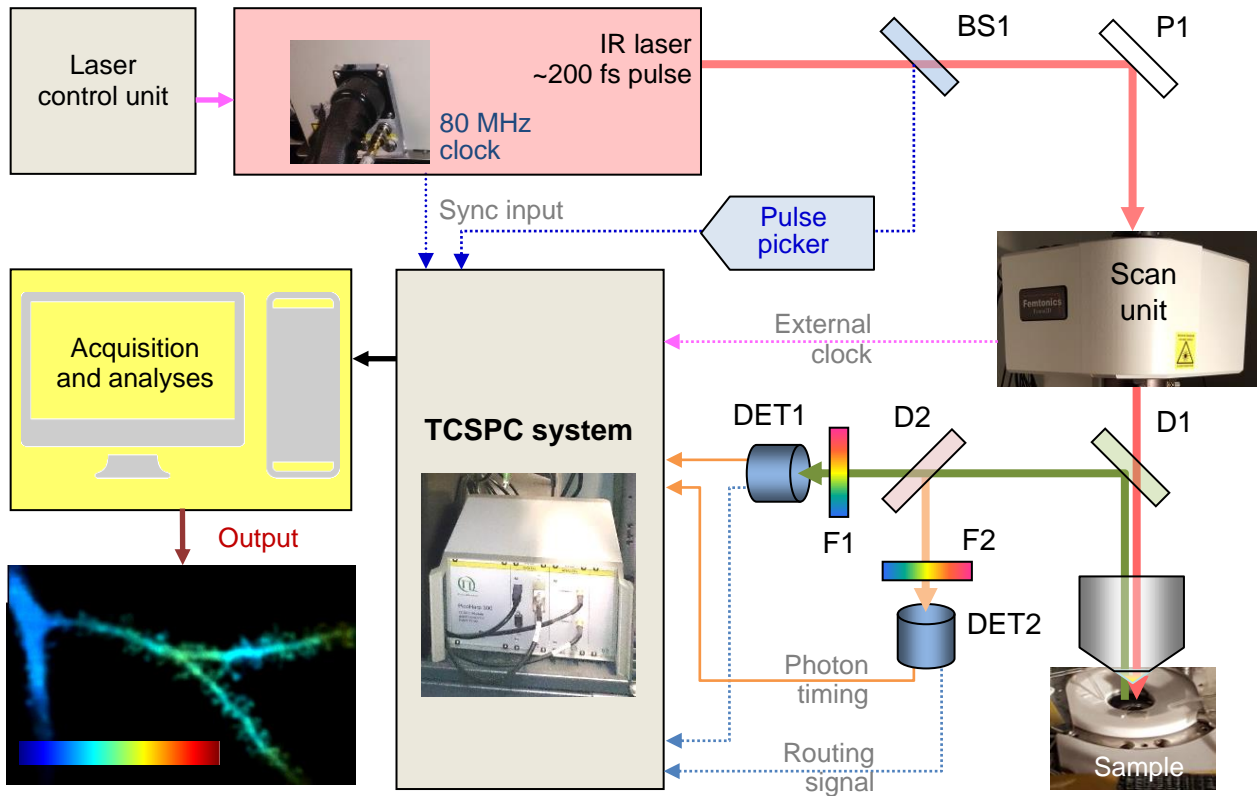 Laser
control unit
IR laser
~200 fs pulse
80 MHz
clock
BS1
P1
Sync input
Pulse
picker
Scan
unit
Femtonics
External
clock
Acquisition
and analyses
TCSPC system
DET1
D2
D1
F1
F2
DET2
Output
PicoHarp 300
Photon
timing
Routing
signal
Sample